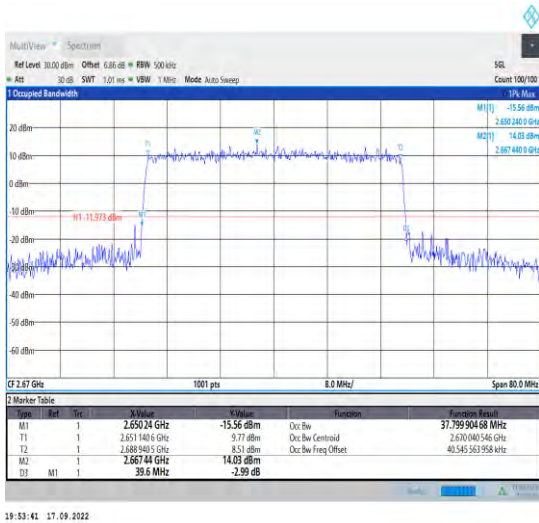 MultiView Spectrum
Ref Level 30.00 dBm Offset 6.86 dB RBW 500 kHz SGL
Att 30 dB SWT 1.01 ms VBW 1 MHz Mode Auto Sweep Count 100/100
1 Occupied Bandwidth 1Pk Max
M1[1] -15.56 dBm
2.650 240 0 GHz
M2[1] 14.03 dBm
2.667 440 0 GHz
20 dBm
M2
T1 T2
10 dBm
0 dBm
-10 dBm
H1 -11.973 dBm
M1
-20 dBm
-30 dBm
-40 dBm
-50 dBm
-60 dBm
CF 2.67 GHz 1001 pts 8.0 MHz/ Span 80.0 MHz
2 Marker Table
Type Ref Trc X-Value Y-Value Function Function Result
M1 1 2.65024 GHz -15.56 dBm Occ Bw 37.799 904 68 MHz
T1 1 2.651 140 6 GHz 9.77 dBm Occ Bw Centroid 2.670 040 546 GHz
T2 1 2.688 940 5 GHz 8.51 dBm Occ Bw Freq Offset 40.545 563 958 kHz
M2 1 2.66744 GHz 14.03 dBm
D3 M1 1 39.6 MHz -2.99 dB
19:53:41 17.09.2022